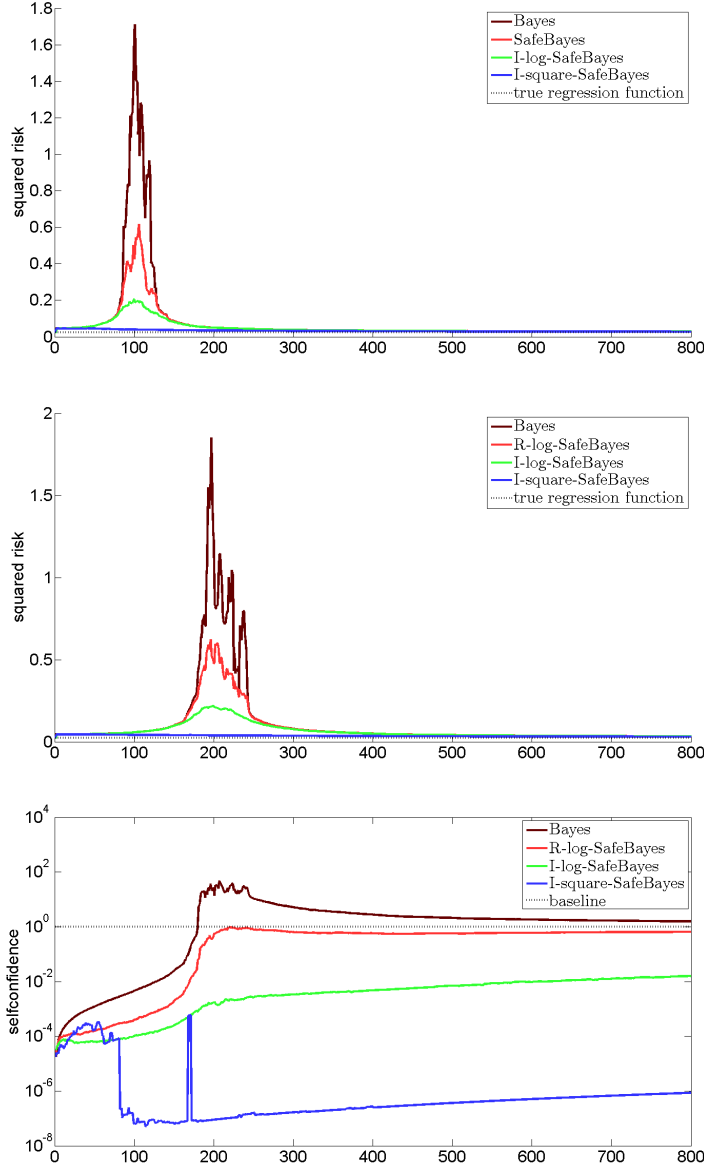 1.8
1.6
1.4
1.2
1
0.8
0.6
0.4
0.2
0
squared risk
Bayes
SafeBayes
I-log-SafeBayes
I-square-SafeBayes
true regression function
0 100 200 300 400 500 600 700 800
2
1.5
1
0.5
0
squared risk
Bayes
R-log-SafeBayes
I-log-SafeBayes
I-square-SafeBayes
true regression function
0 100 200 300 400 500 600 700 800
10^4
10^2
10^0
10^-2
10^-4
10^-6
10^-8
selfconfidence
Bayes
R-log-SafeBayes
I-log-SafeBayes
I-square-SafeBayes
baseline
0 100 200 300 400 500 600 700 800